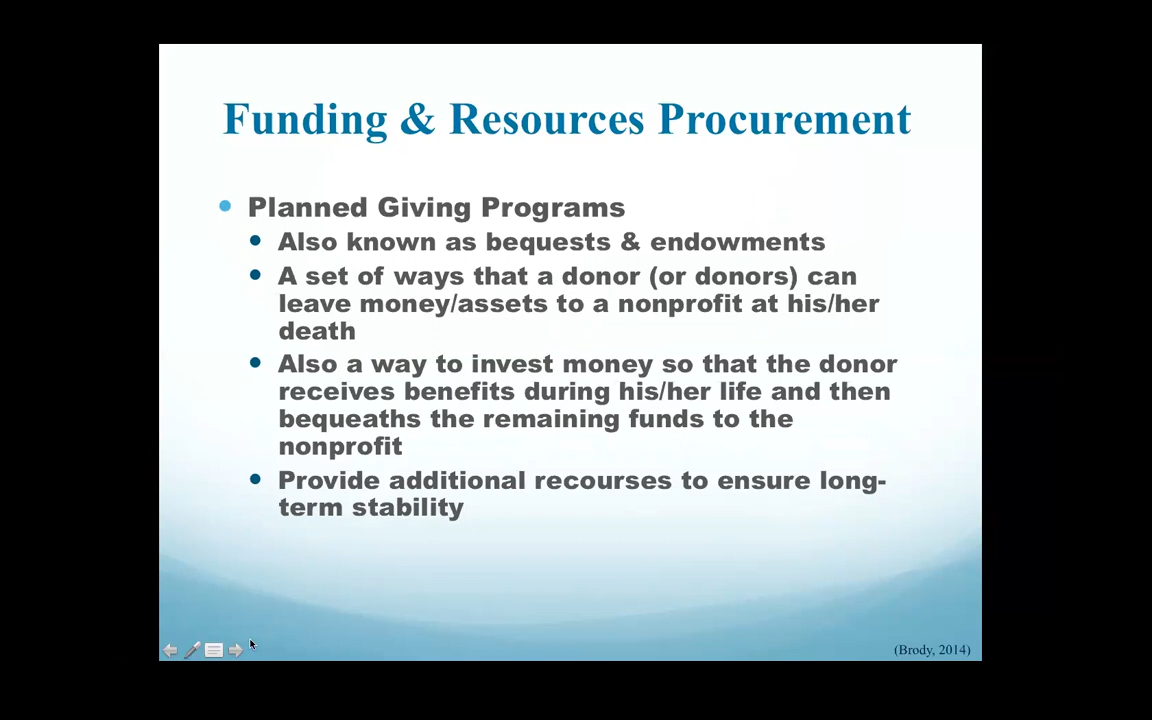 Funding & Resources Procurement
Planned Giving Programs
Also known as bequests & endowments
A set of ways that a donor (or donors) can
leave money/assets to a nonprofit at his/her
death
Also a way to invest money so that the donor
receives benefits during his/her life and then
bequeaths the remaining funds to the
nonprofit
Provide additional recourses to ensure long-
term stability
(Brody, 2014)